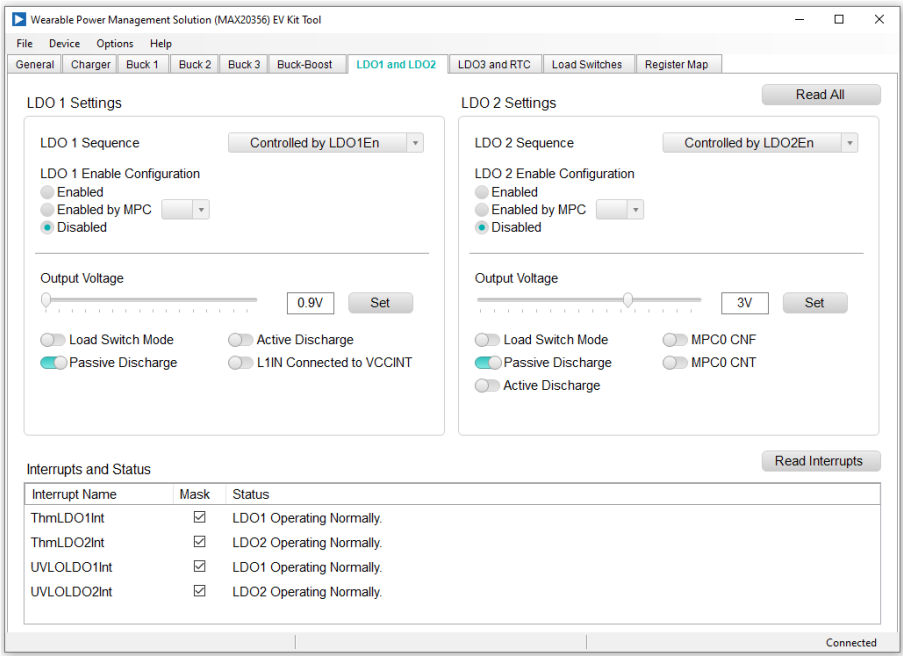 Wearable Power Management Solution (MAX20356) EV Kit Tool
File Device Options Help
General Charger Buck 1 Buck 2 Buck 3 Buck-Boost LDO1 and LDO2 LDO3 and RTC Load Switches Register Map
Read All
LDO 1 Settings
LDO 1 Sequence Controlled by LDO1En
LDO 1 Enable Configuration
Enabled
Enabled by MPC
Disabled
Output Voltage
0.9V Set
Load Switch Mode Active Discharge
Passive Discharge L1IN Connected to VCCINT
LDO 2 Settings
LDO 2 Sequence Controlled by LDO2En
LDO 2 Enable Configuration
Enabled
Enabled by MPC
Disabled
Output Voltage
3V Set
Load Switch Mode MPC0 CNF
Passive Discharge MPC0 CNT
Active Discharge
Interrupts and Status
Read Interrupts
Interrupt Name Mask Status
ThmLDO1Int LDO1 Operating Normally.
ThmLDO2Int LDO2 Operating Normally.
UVLOLDO1Int LDO1 Operating Normally.
UVLOLDO2Int LDO2 Operating Normally.
Connected